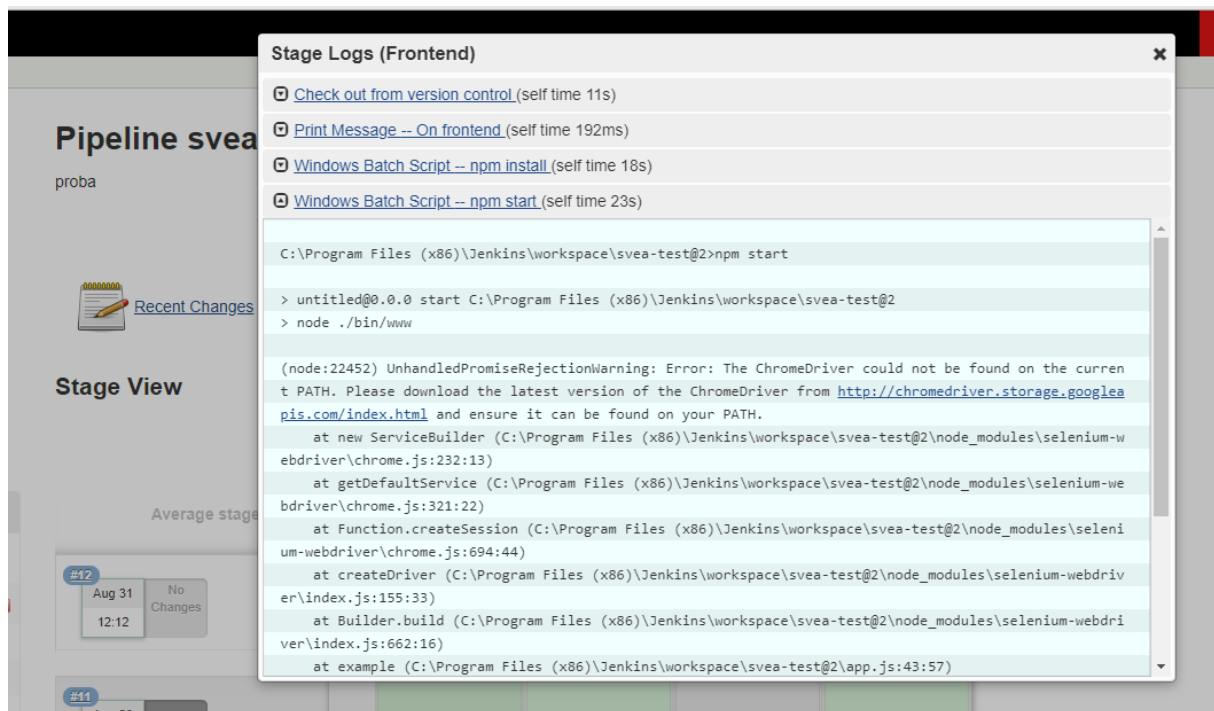 Stage Logs (Frontend)
Check out from version control (self time 11s)
Print Message -- On frontend (self time 192ms)
Windows Batch Script -- npm install (self time 18s)
Windows Batch Script -- npm start (self time 23s)
C:\Program Files (x86)\Jenkins\workspace\svea-test@2>npm start
> untitled@0.0.0 start C:\Program Files (x86)\Jenkins\workspace\svea-test@2
> node ./bin/www
(node:22452) UnhandledPromiseRejectionWarning: Error: The ChromeDriver could not be found on the curren
t PATH. Please download the latest version of the ChromeDriver from http://chromedriver.storage.googlea
pis.com/index.html and ensure it can be found on your PATH.
at new ServiceBuilder (C:\Program Files (x86)\Jenkins\workspace\svea-test@2\node_modules\selenium-w
ebdriver\chrome.js:232:13)
at getDefaultService (C:\Program Files (x86)\Jenkins\workspace\svea-test@2\node_modules\selenium-we
bdriver\chrome.js:321:22)
at Function.createSession (C:\Program Files (x86)\Jenkins\workspace\svea-test@2\node_modules\seleni
um-webdriver\chrome.js:694:44)
at createDriver (C:\Program Files (x86)\Jenkins\workspace\svea-test@2\node_modules\selenium-webdriv
er\index.js:155:33)
at Builder.build (C:\Program Files (x86)\Jenkins\workspace\svea-test@2\node_modules\selenium-webdri
ver\index.js:662:16)
at example (C:\Program Files (x86)\Jenkins\workspace\svea-test@2\app.js:43:57)
Pipeline svea
proba
Recent Changes
Stage View
Average stage
#12
Aug 31
12:12
No
Changes
#11